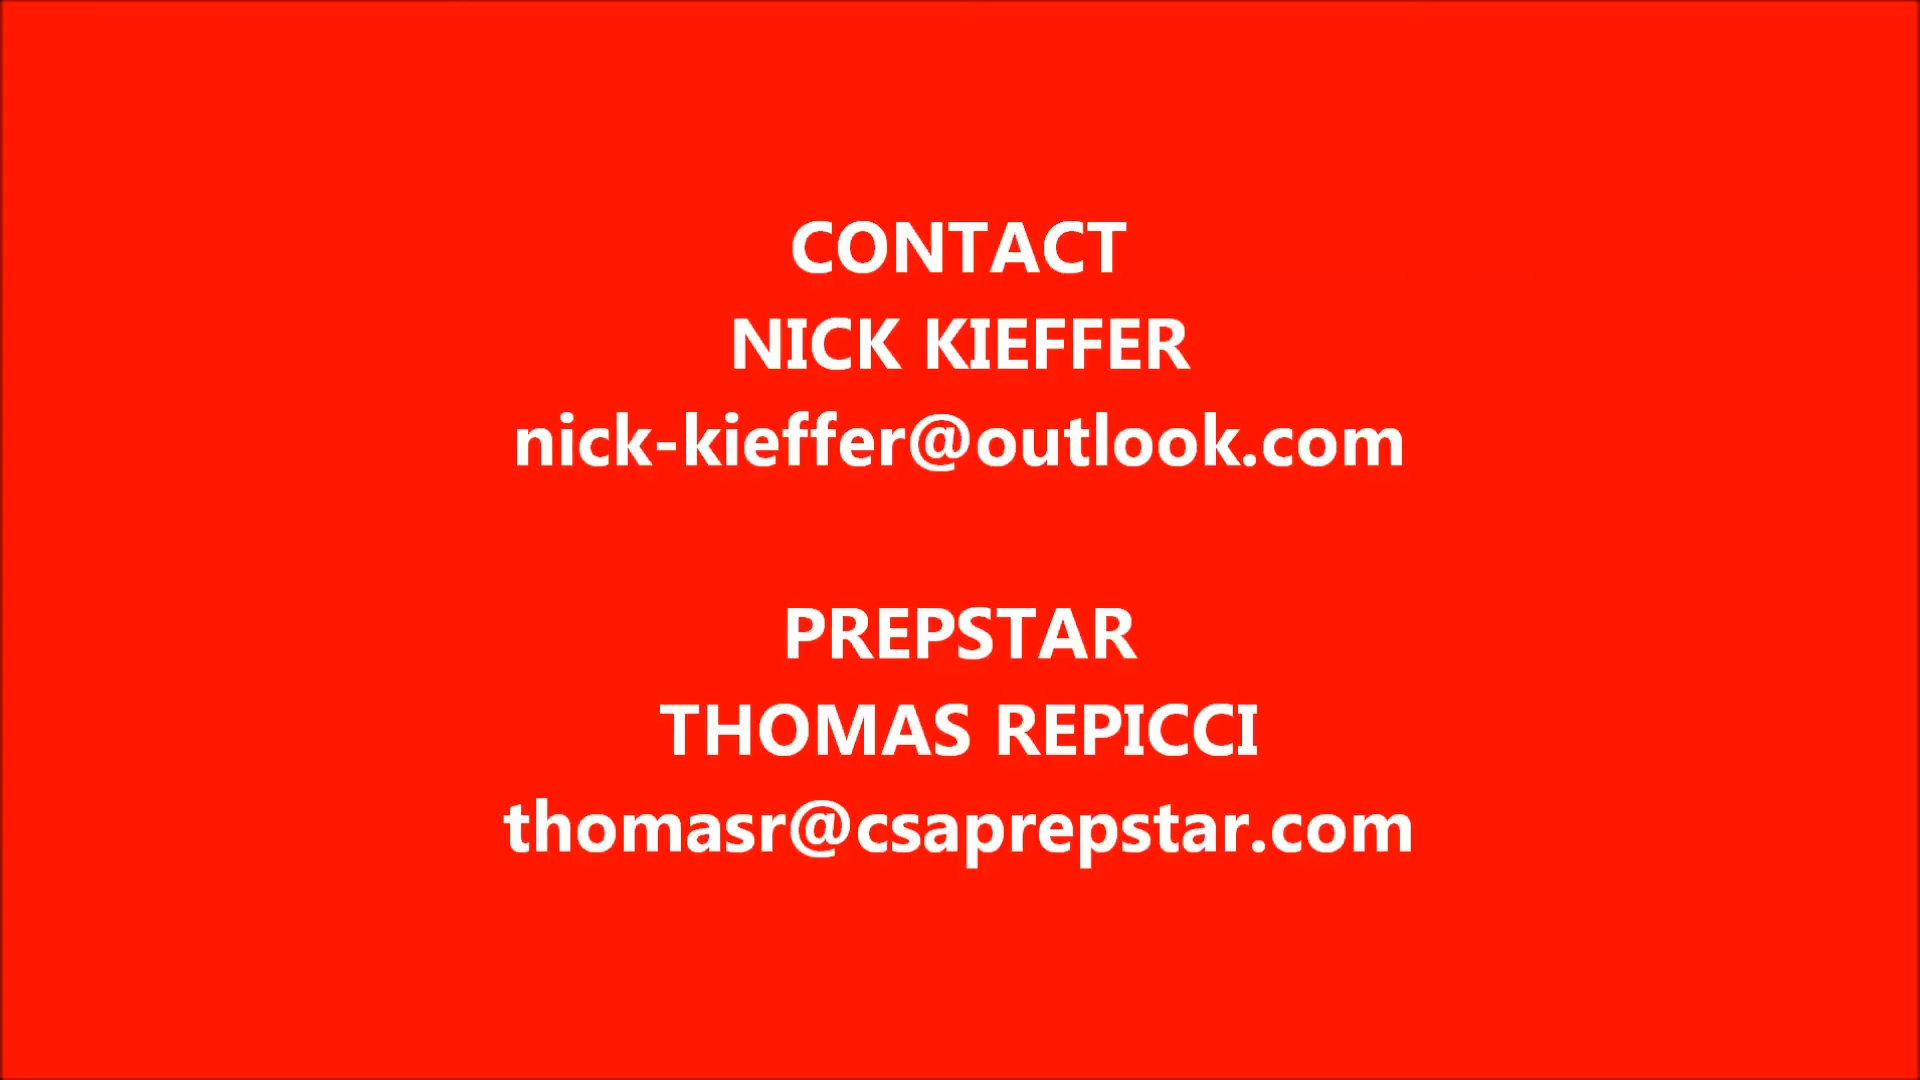 CONTACT
NICK KIEFFER
nick-kieffer@outlook.com
PREPSTAR
THOMAS REPICCI
thomasr@csaprepstar.com